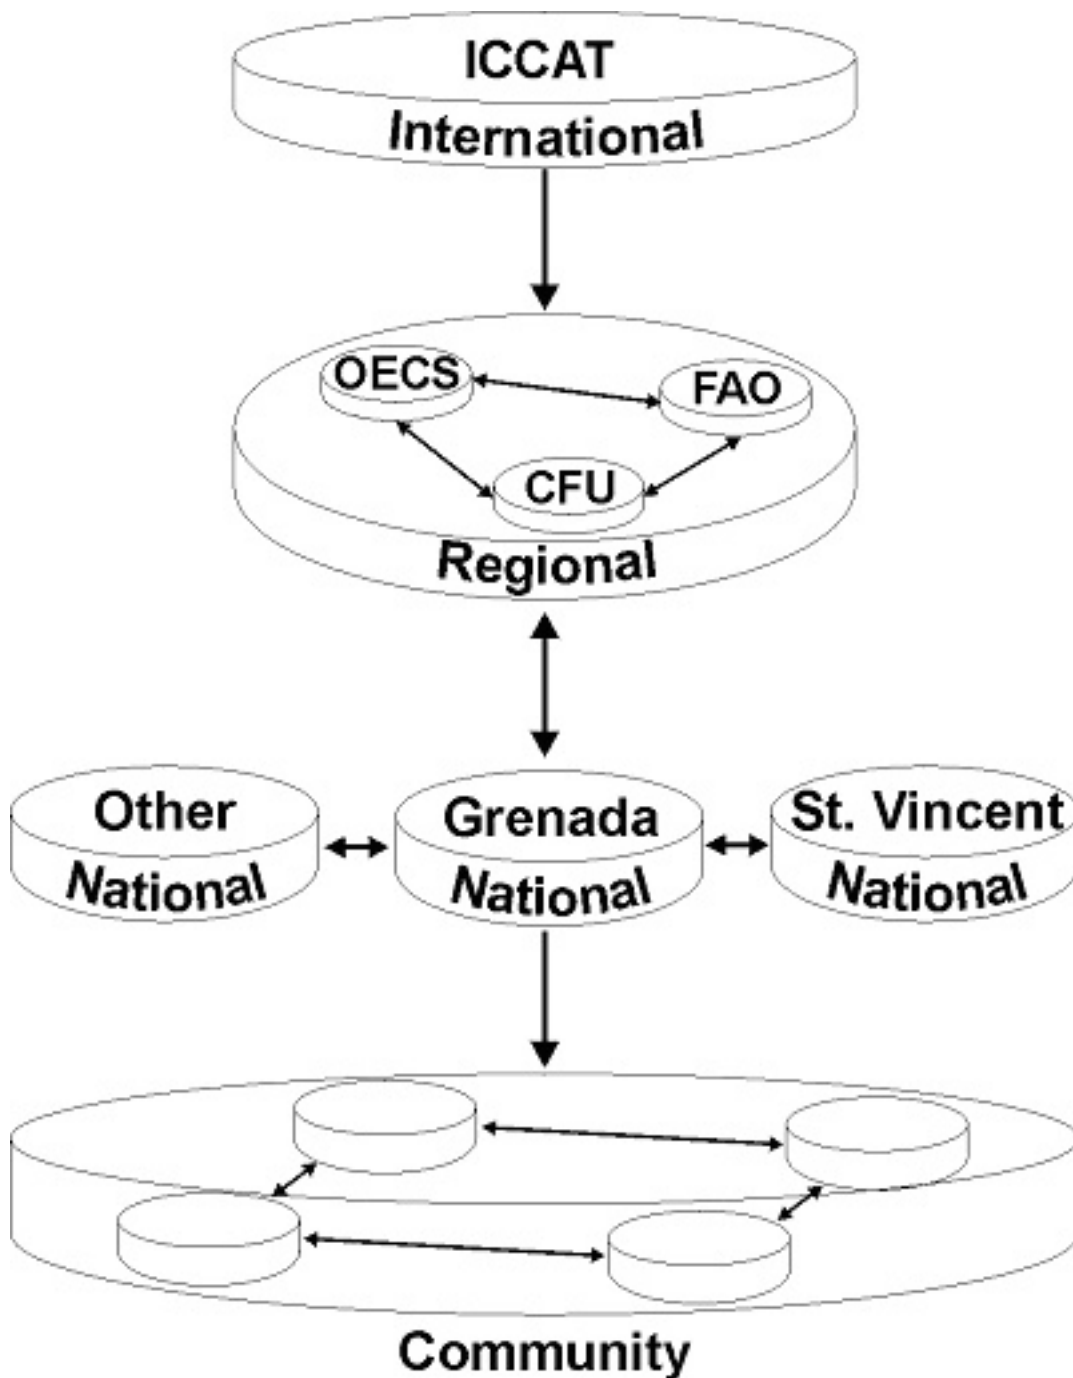 ICCAT
International
OECS
FAO
CFU
Regional
Other
National
Grenada
National
St. Vincent
National
Community